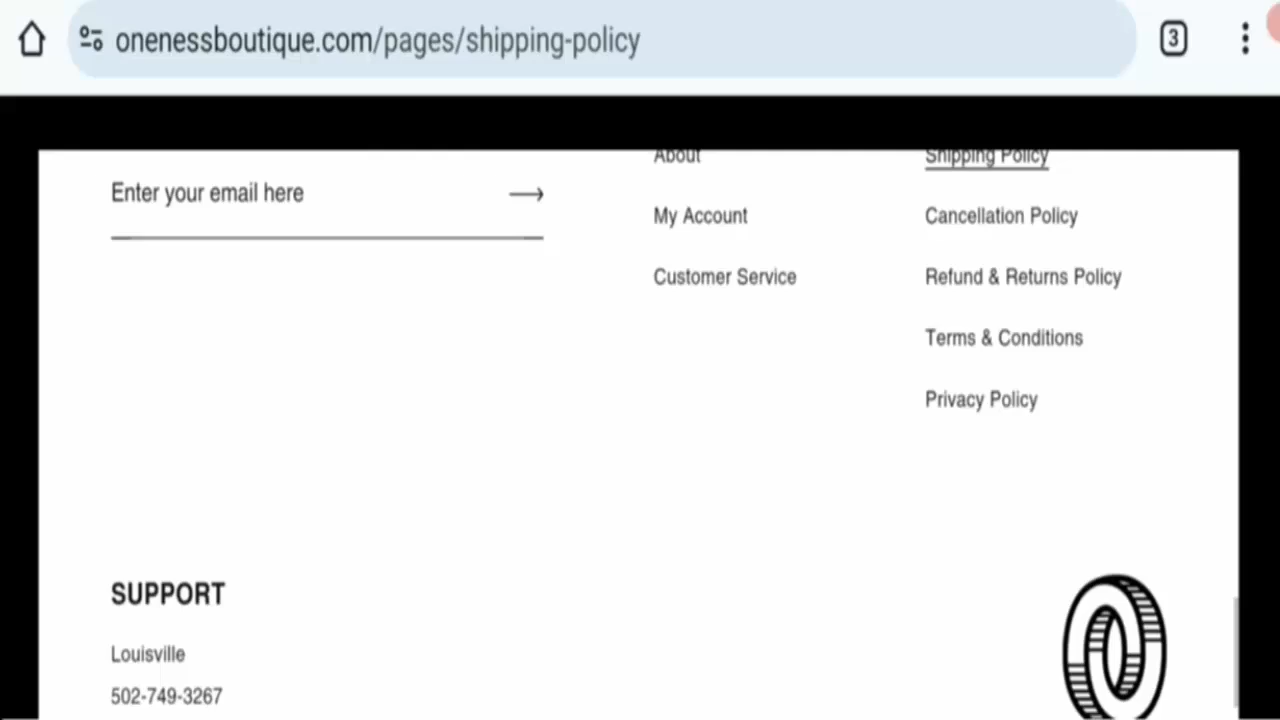 onenessboutique.com/pages/shipping-policy
3
Enter your email here
About
My Account
Customer Service
Shipping Policy
Cancellation Policy
Refund & Returns Policy
Terms & Conditions
Privacy Policy
SUPPORT
Louisville
502-749-3267